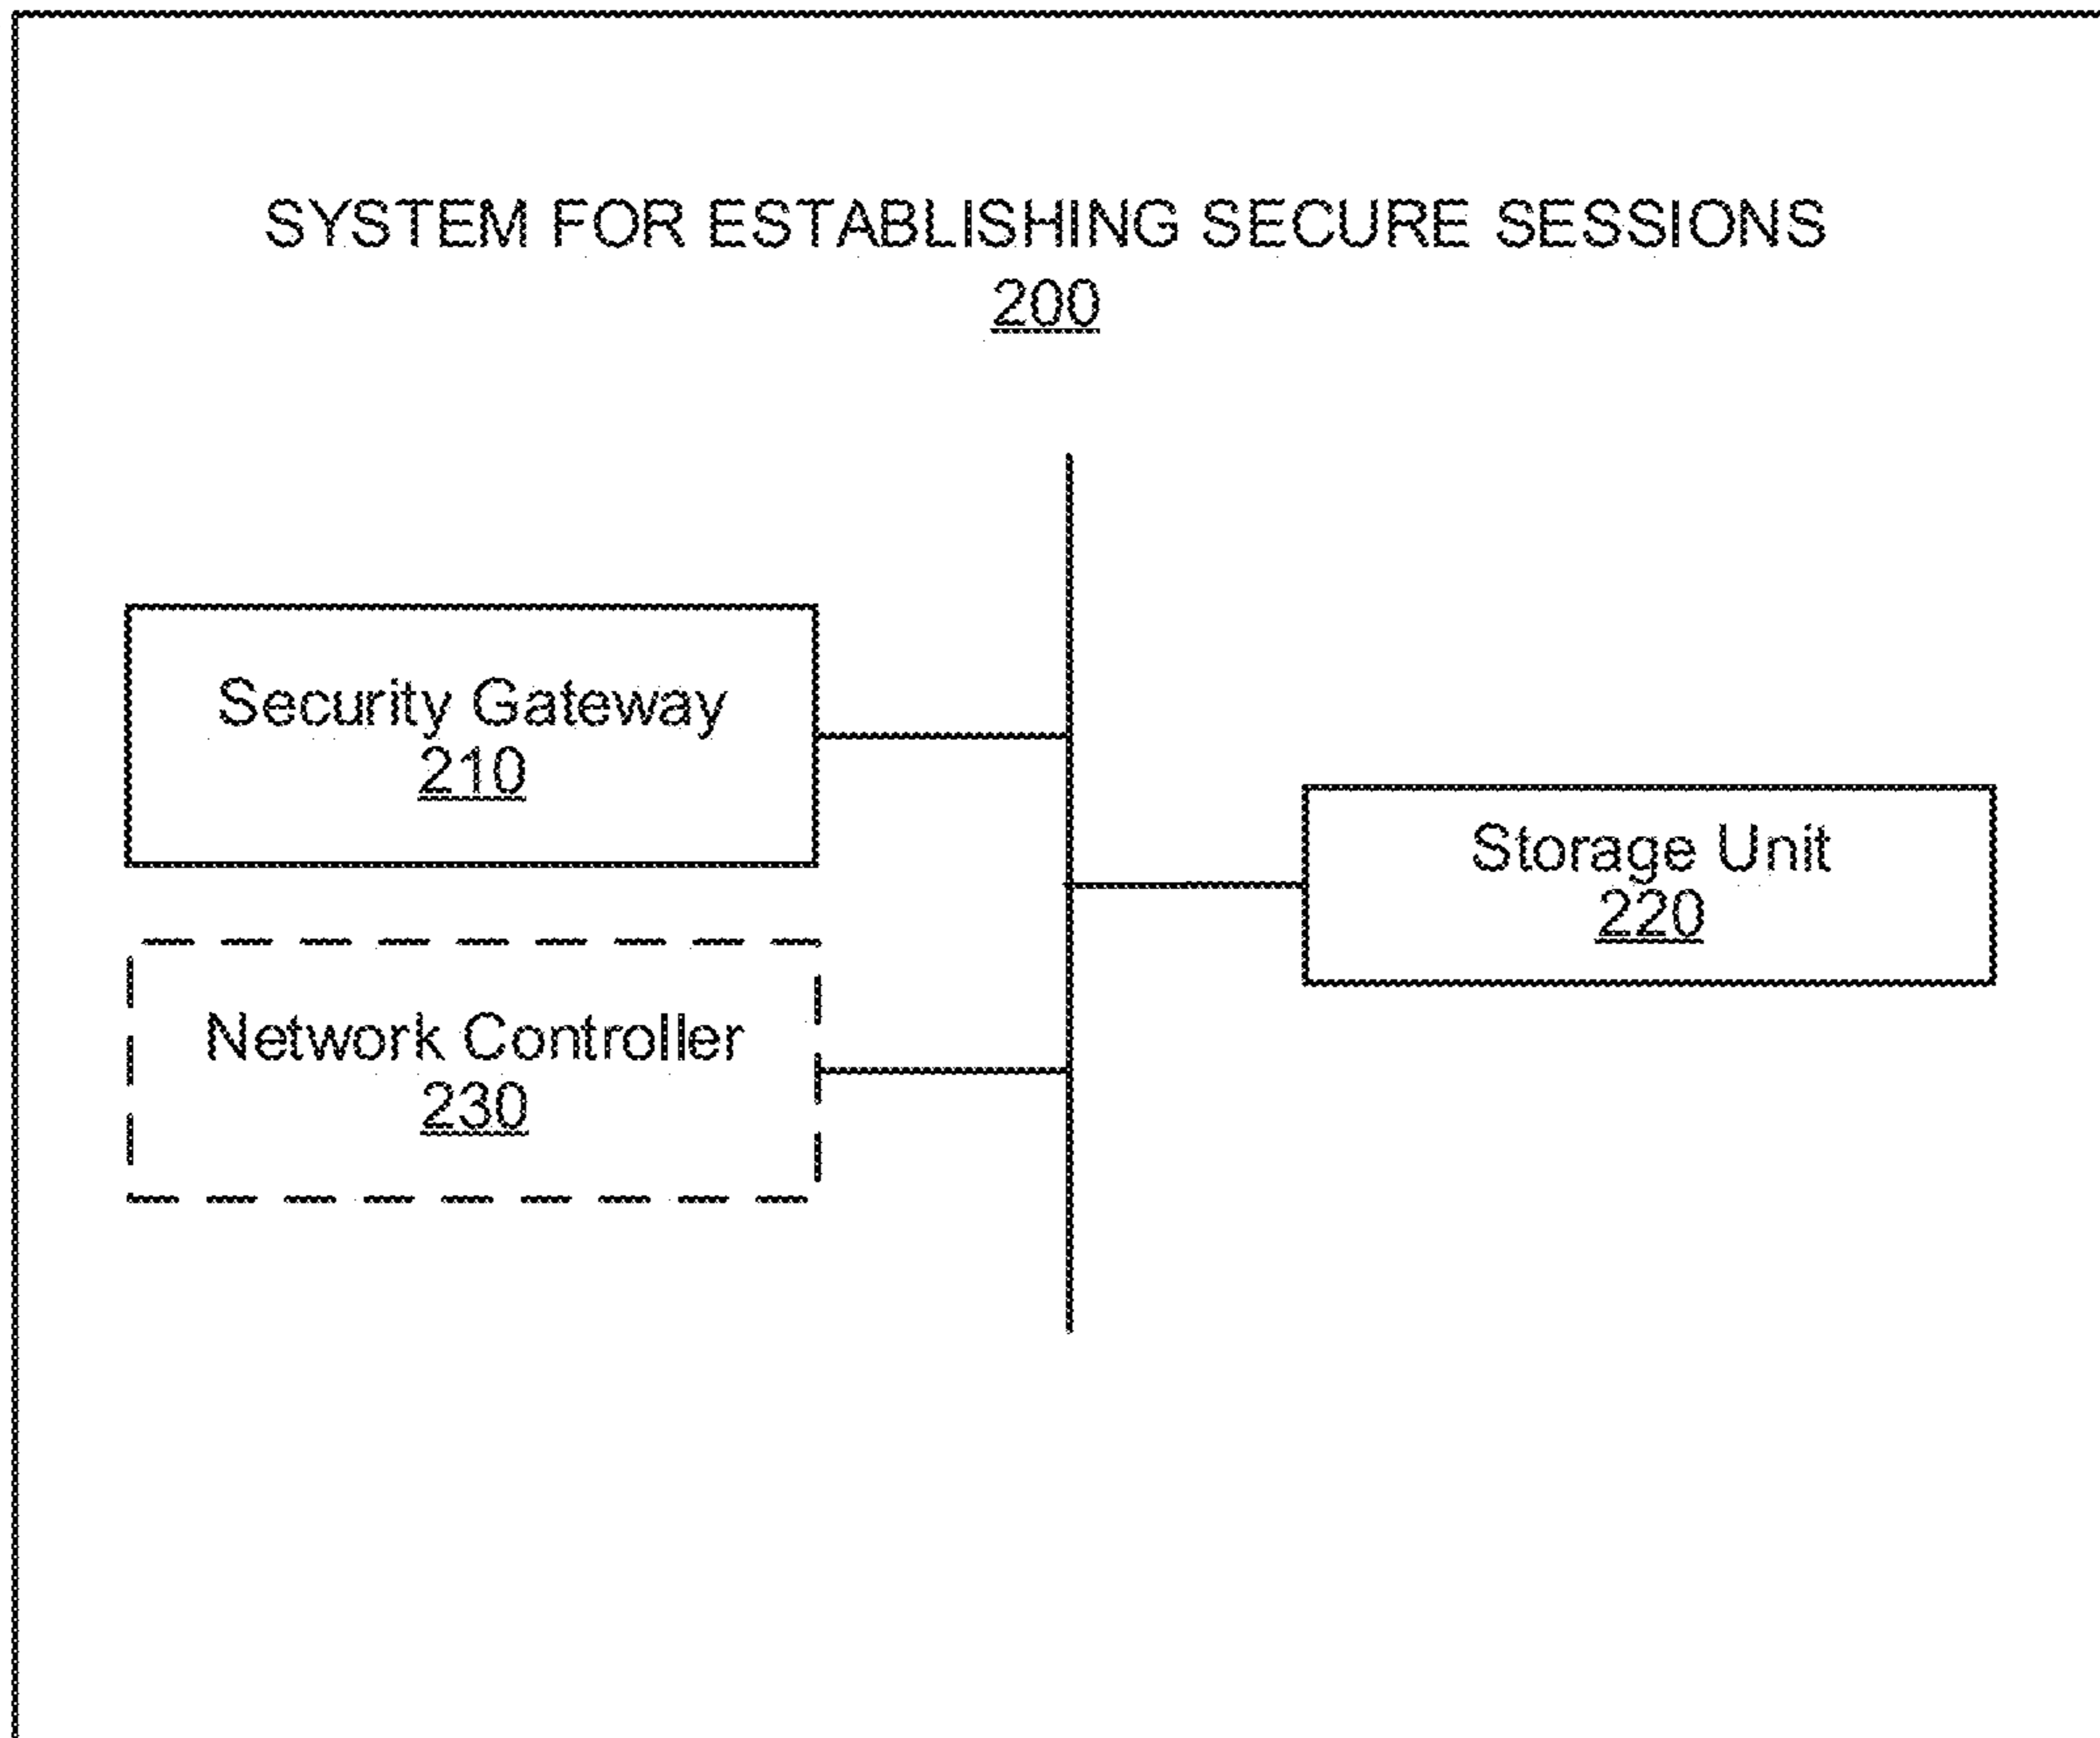 SYSTEM FOR ESTABLISHING SECURE SESSIONS
200
Security Gateway
210
Storage Unit
220
Network Controller
230